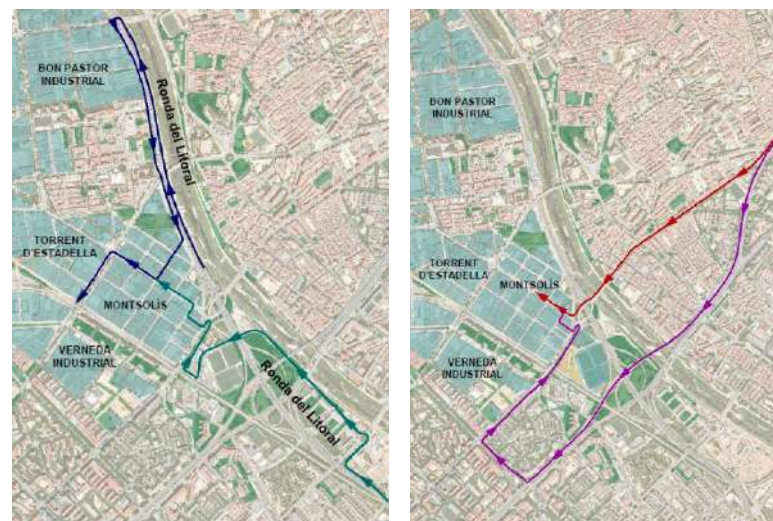 BON PASTOR
INDUSTRIAL
Ronda del Litoral
TORRENT
D'ESTADELLA
MONTSOLÍS
VERNEDA
INDUSTRIAL
Ronda del Litoral
BON PASTOR
INDUSTRIAL
TORRENT
D'ESTADELLA
MONTSOLÍS
VERNEDA
INDUSTRIAL